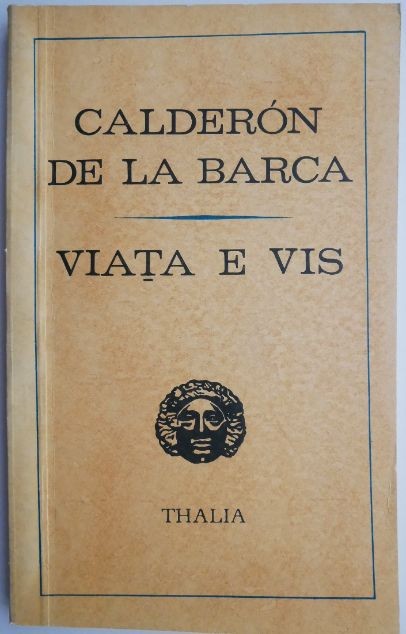 CALDERÓN
DE LA BARCA
VIAȚA E VIS
THALIA